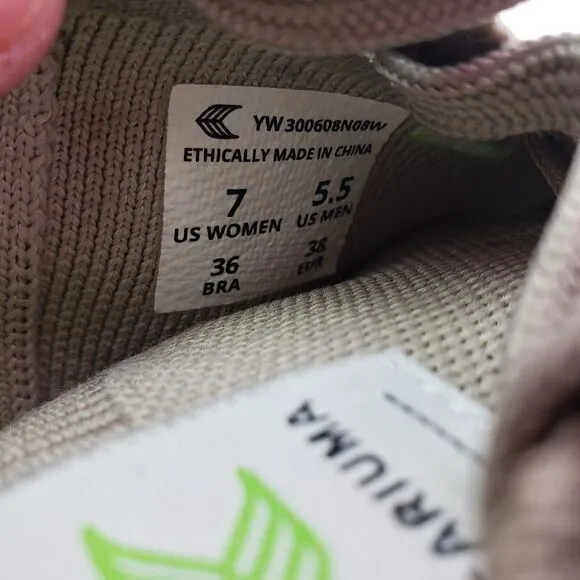 YW300608N08W
ETHICALLY MADE IN CHINA
7 5.5
US WOMEN US MEN
36 38
BRA EUR
ARIUMA